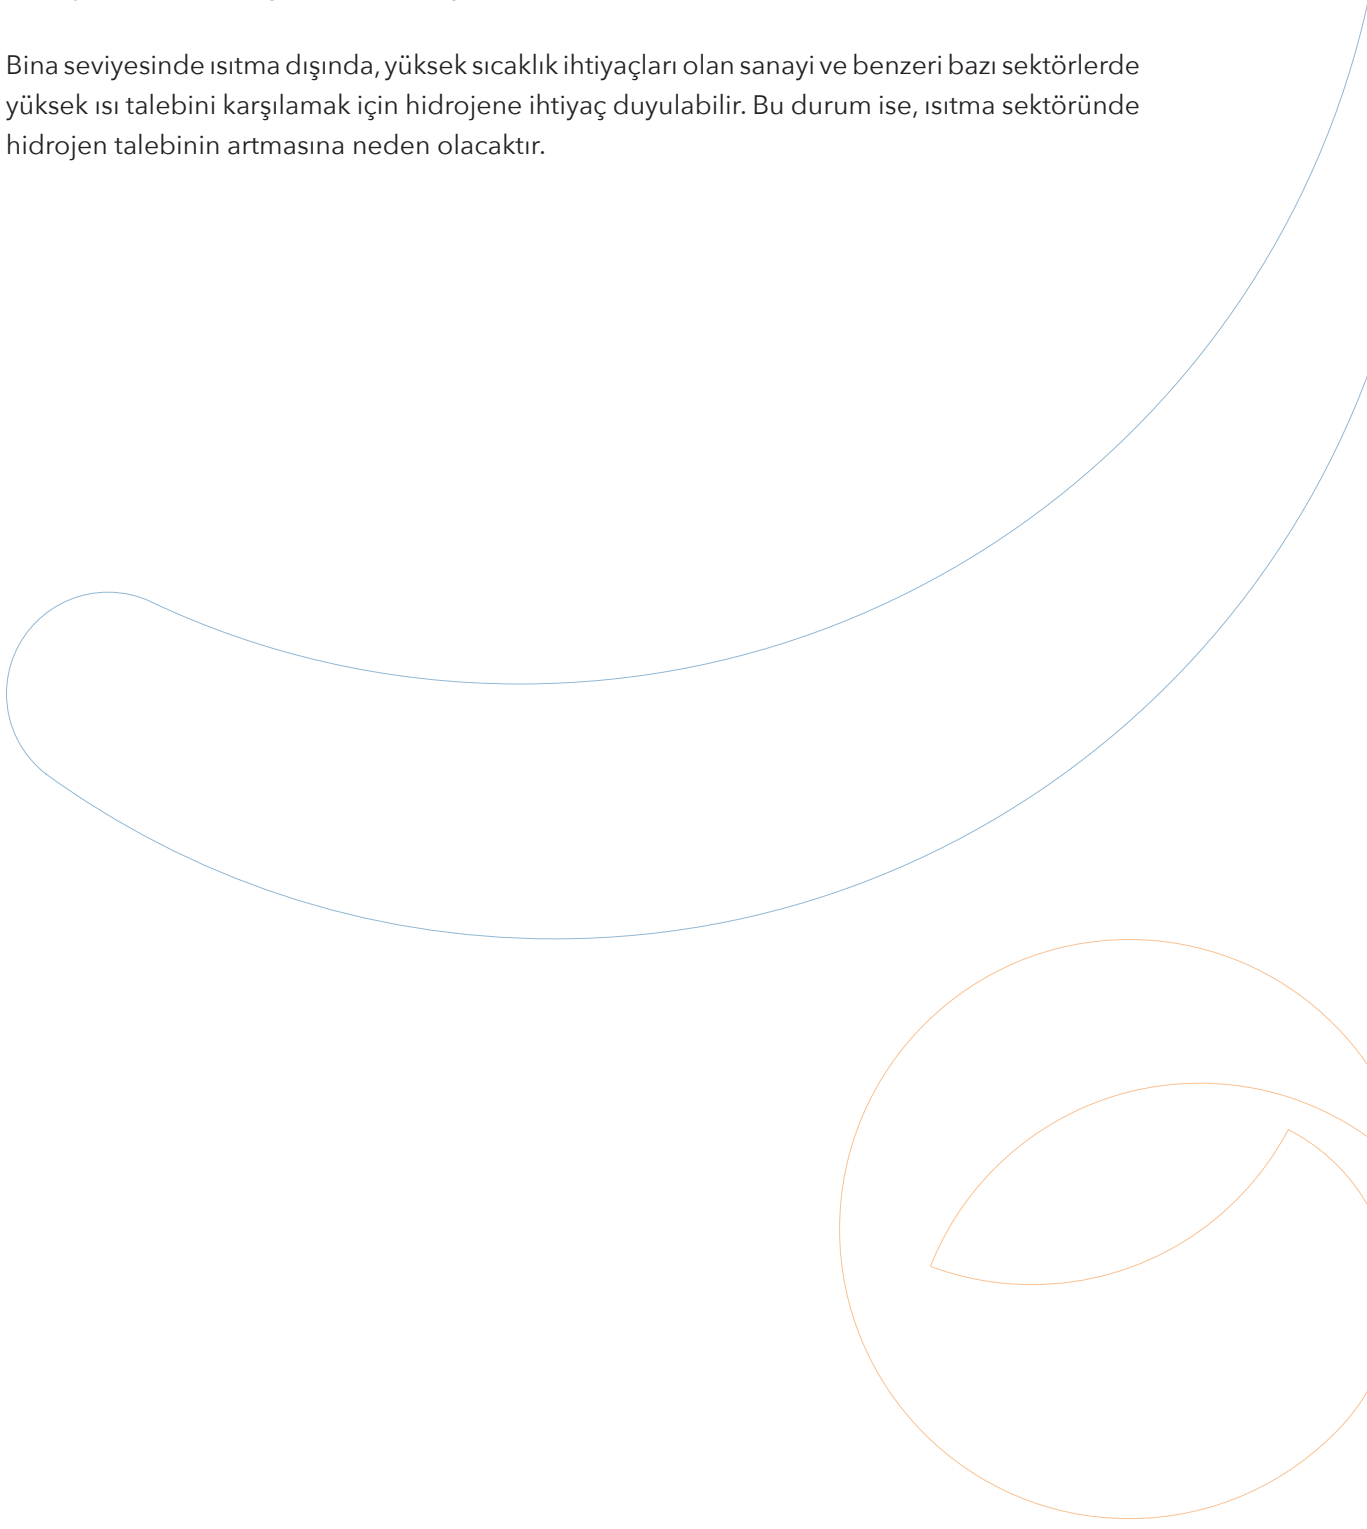 Bina seviyesinde ısıtma dışında, yüksek sıcaklık ihtiyaçları olan sanayi ve benzeri bazı sektörlerde
yüksek ısı talebini karşılamak için hidrojene ihtiyaç duyulabilir. Bu durum ise, ısıtma sektöründe
hidrojen talebinin artmasına neden olacaktır.